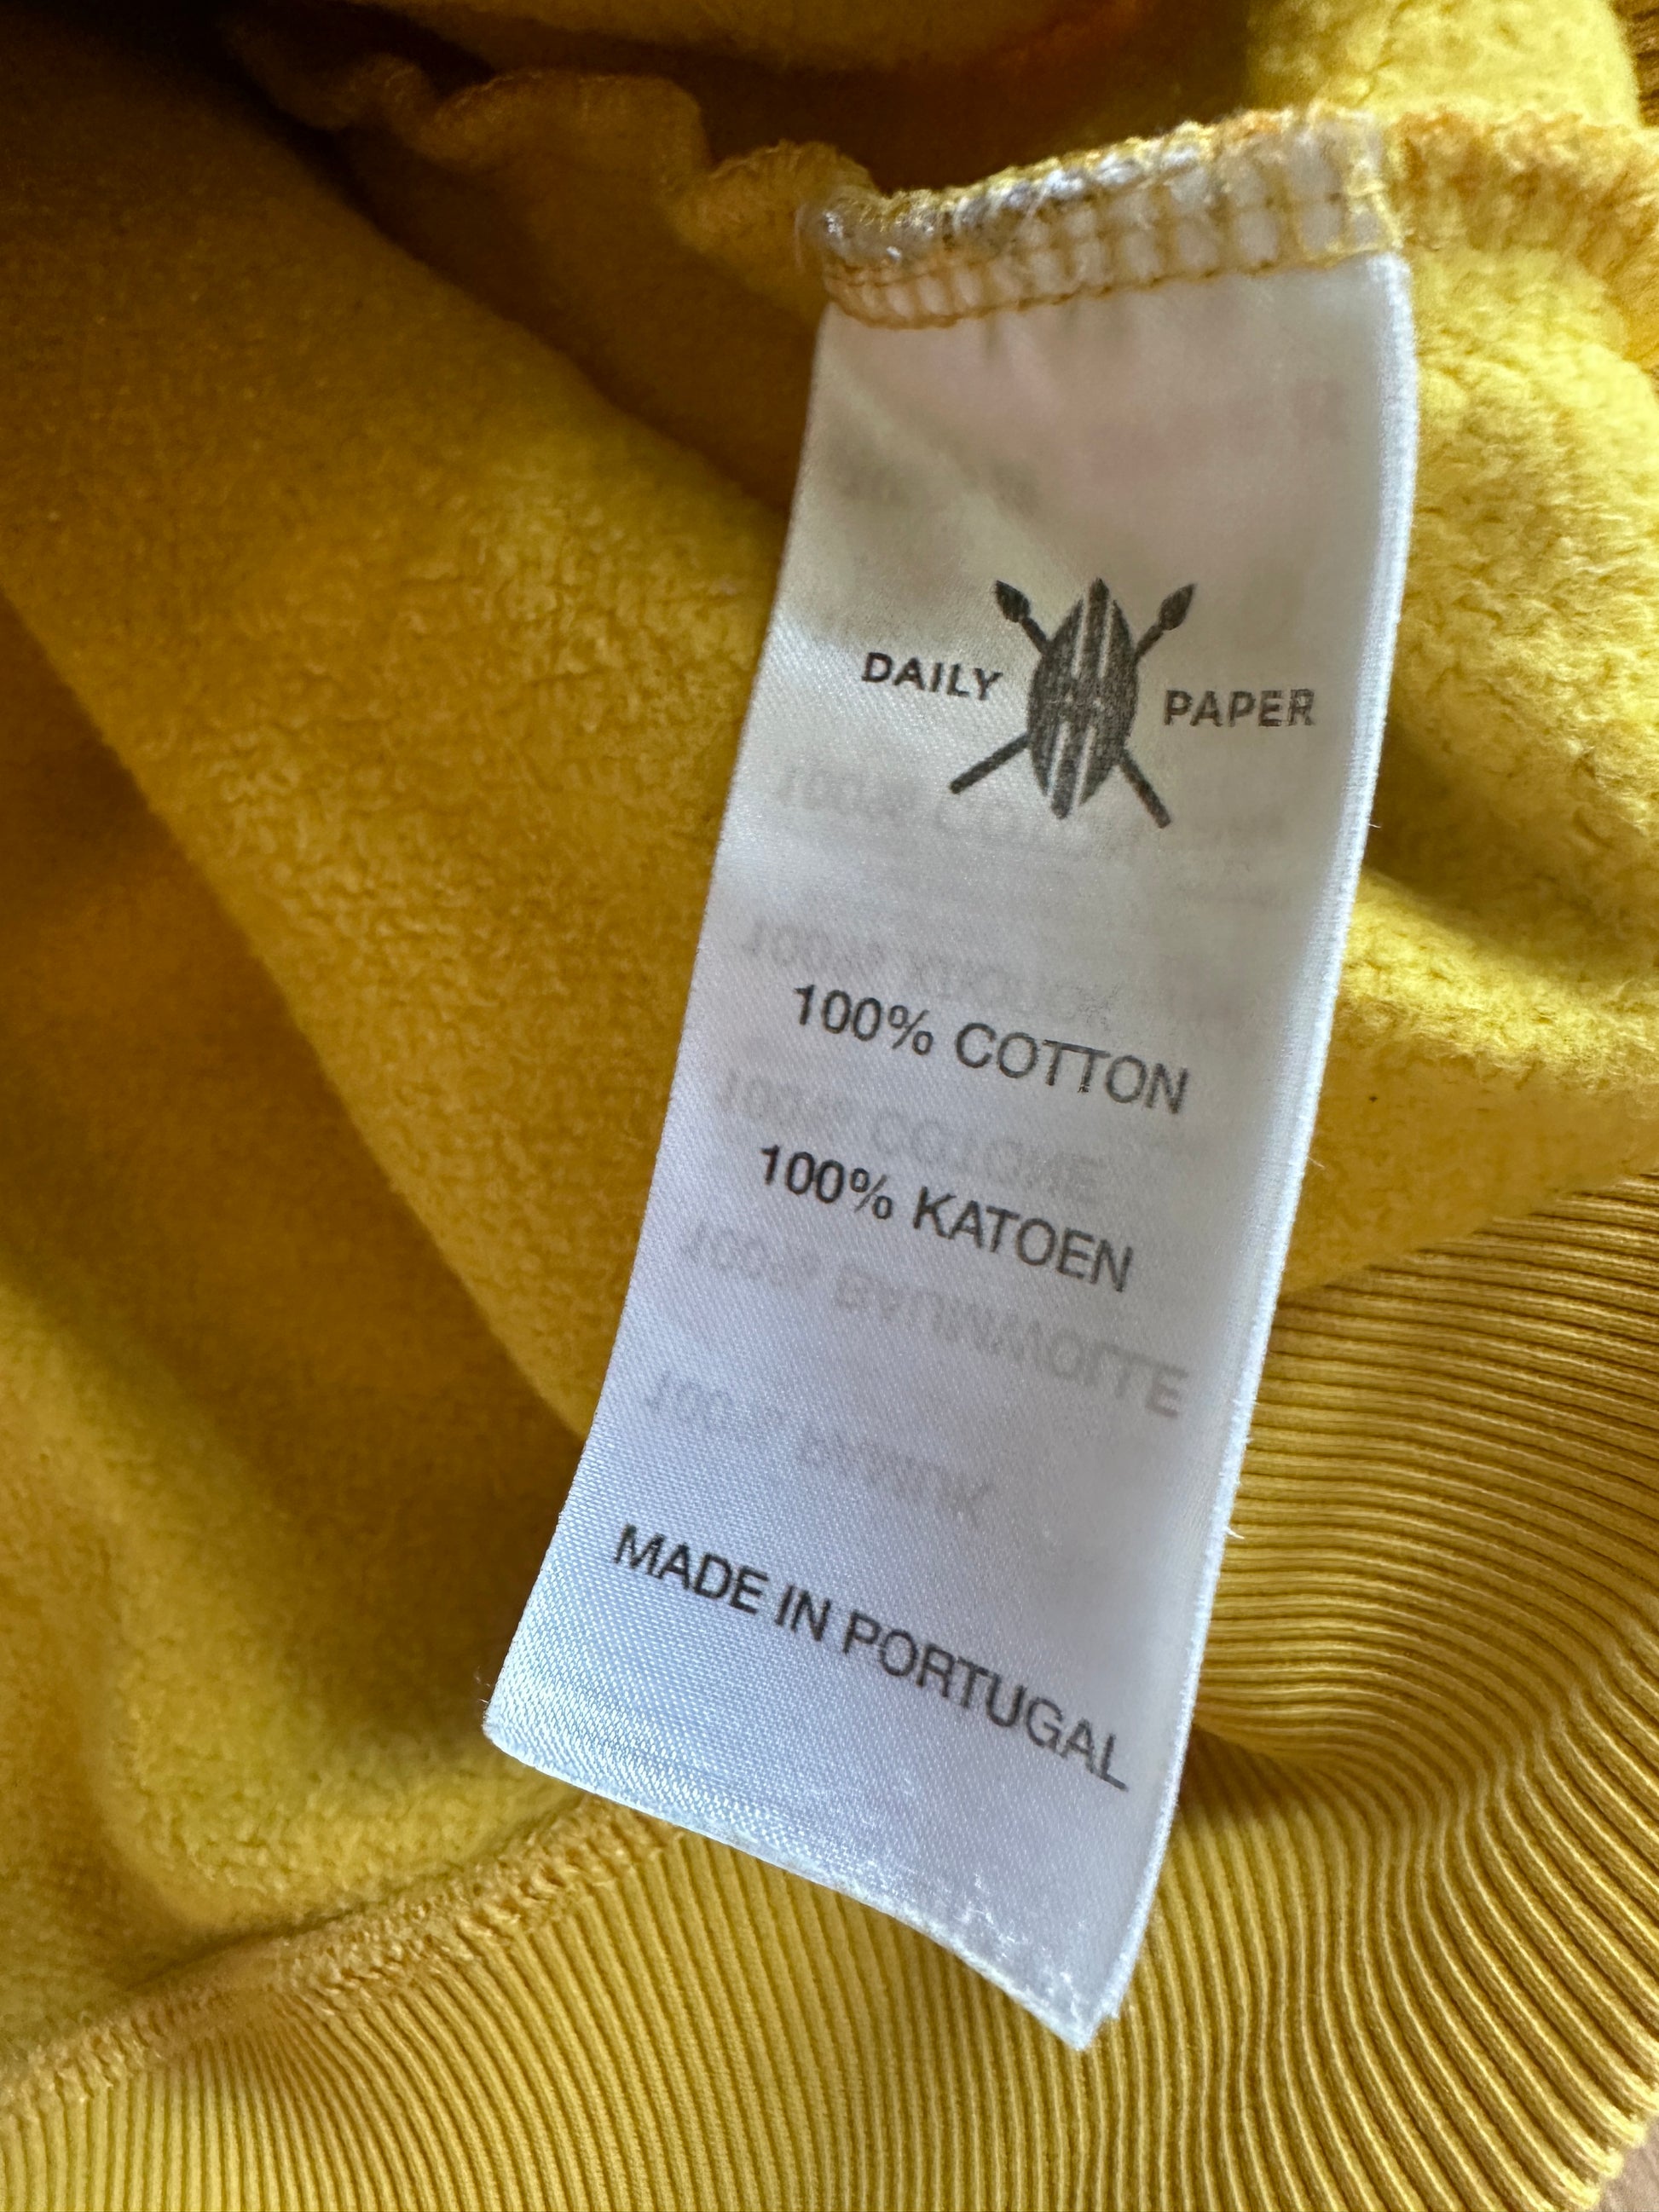 DAILY PAPER
100% COTTON
100% KATOEN
MADE IN PORTUGAL